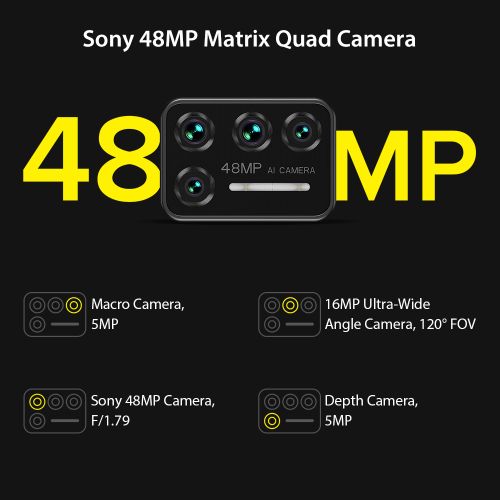 Sony 48MP Matrix Quad Camera
48 MP
48MP AI CAMERA
Macro Camera,
5MP
16MP Ultra-Wide
Angle Camera, 120° FOV
Sony 48MP Camera,
F/1.79
Depth Camera,
5MP